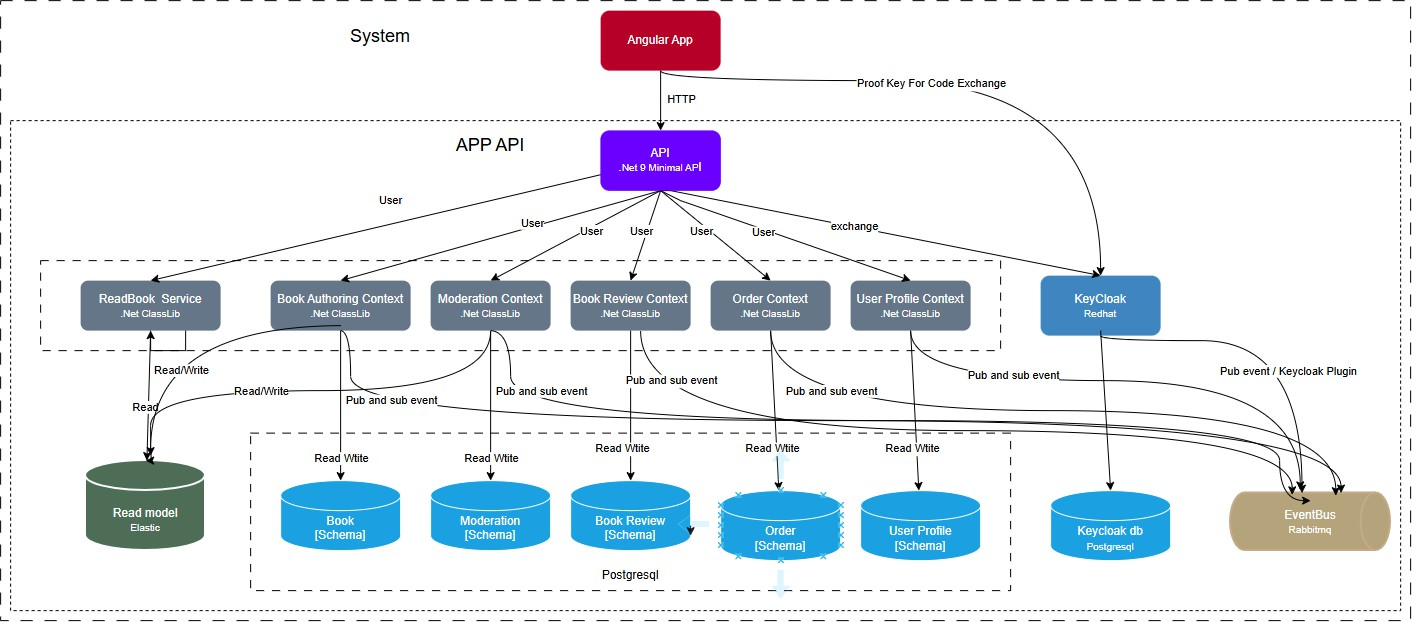 System
Angular App
Proof Key For Code Exchange
HTTP
APP API
API
.Net 9 Minimal API
User
User
User
User
User
User
exchange
ReadBook Service
.Net ClassLib
Book Authoring Context
.Net ClassLib
Moderation Context
.Net ClassLib
Book Review Context
.Net ClassLib
Order Context
.Net ClassLib
User Profile Context
.Net ClassLib
KeyCloak
Redhat
Read/Write
Read/Write
Read
Pub and sub event
Pub and sub event
Pub and sub event
Pub and sub event
Pub and sub event
Pub event / Keycloak Plugin
Read Wtite
Read Wtite
Read Wtite
Read Wtite
Read Wtite
Read model
Elastic
Book
[Schema]
Moderation
[Schema]
Book Review
[Schema]
Order
[Schema]
User Profile
[Schema]
Keycloak db
Postgresql
EventBus
Rabbitmq
Postgresql